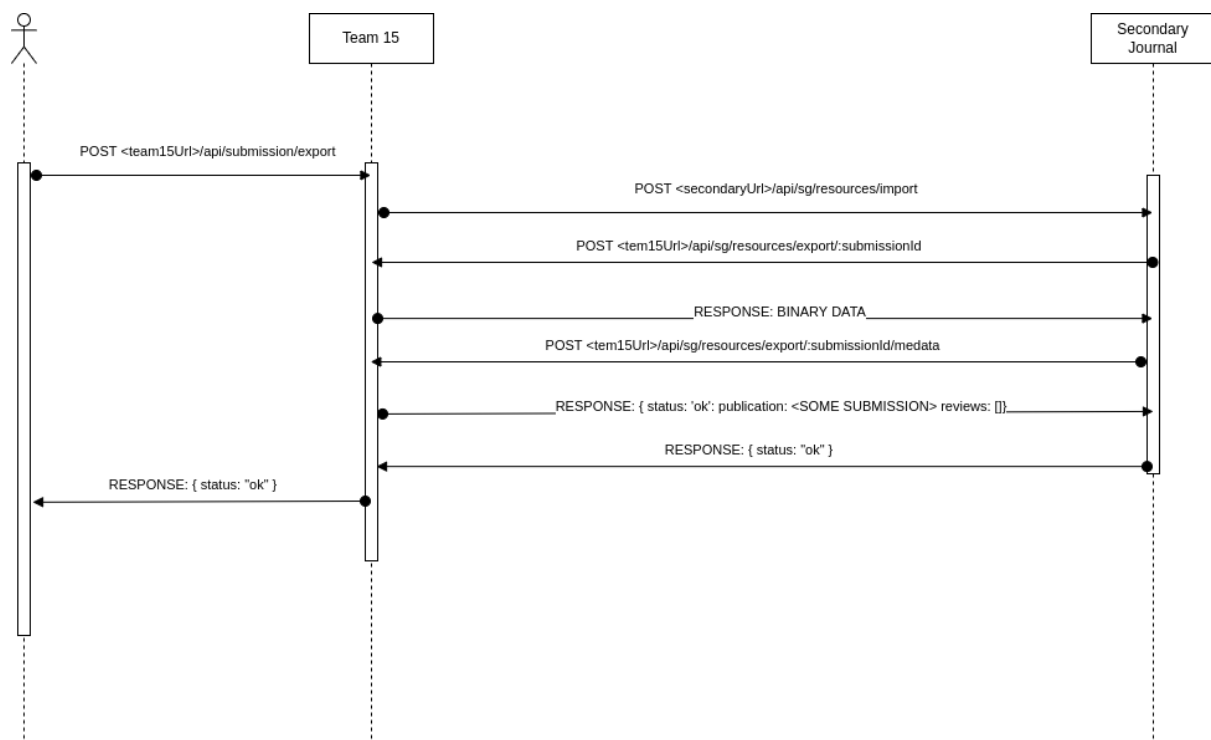 Team 15
Secondary
Journal
POST <team15Url>/api/submission/export
POST <secondaryUrl>/api/sg/resources/import
POST <tem15Url>/api/sg/resources/export/:submissionId
RESPONSE: BINARY DATA
POST <tem15Url>/api/sg/resources/export/:submissionId/medata
RESPONSE: { status: 'ok': publication: <SOME SUBMISSION> reviews: []}
RESPONSE: { status: "ok" }
RESPONSE: { status: "ok" }